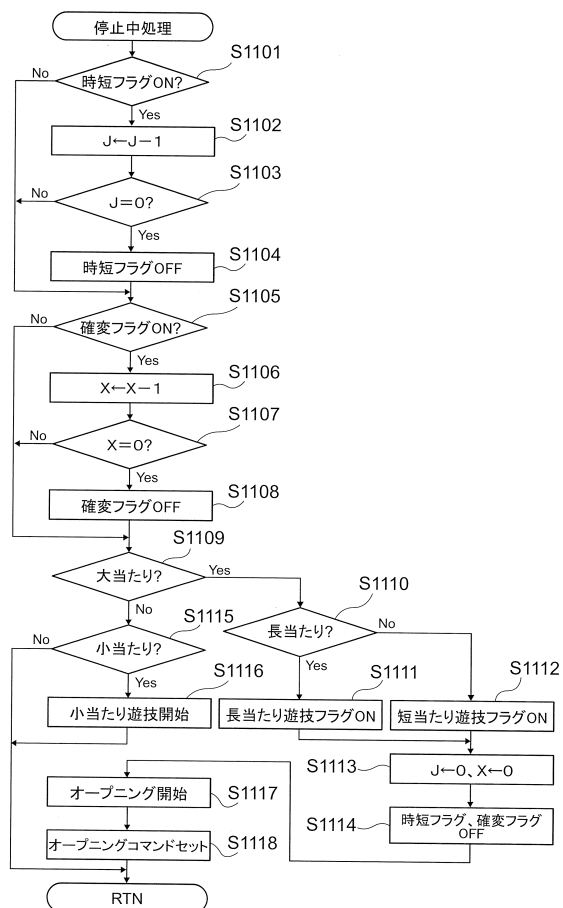 停止中処理
S1101
時短フラグON?
No
Yes
S1102
J←J−1
S1103
J=0?
No
Yes
S1104
時短フラグOFF
S1105
確変フラグON?
No
Yes
S1106
X←X−1
S1107
X=0?
No
Yes
S1108
確変フラグOFF
S1109
大当たり?
Yes
No
S1110
長当たり?
No
Yes
S1115
小当たり?
No
Yes
S1116
小当たり遊技開始
S1111
長当たり遊技フラグON
S1112
短当たり遊技フラグON
S1113
J←0、X←0
S1114
時短フラグ、確変フラグ
OFF
S1117
オープニング開始
S1118
オープニングコマンドセット
RTN